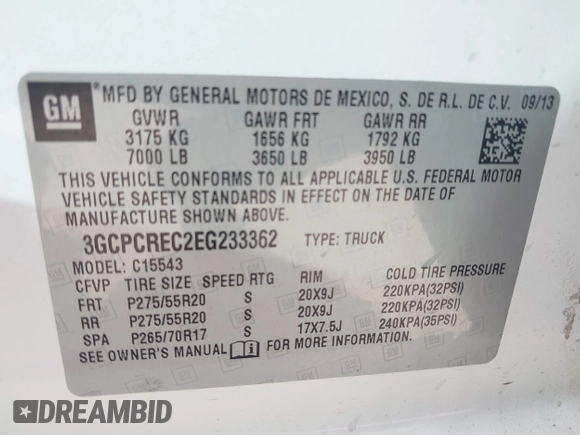 GM
*MFD BY GENERAL MOTORS DE MEXICO, S. DE R.L. DE C.V. 09/13
GVWR GAWR FRT GAWR RR
3175 KG 1656 KG 1792 KG
7000 LB 3650 LB 3950 LB
THIS VEHICLE CONFORMS TO ALL APPLICABLE U.S. FEDERAL MOTOR
VEHICLE SAFETY STANDARDS IN EFFECT ON THE DATE OF
MANUFACTURE SHOWN ABOVE.
3GCPCREC2EG233362 TYPE: TRUCK
MODEL: C15543
CFVP TIRE SIZE SPEED RTG RIM COLD TIRE PRESSURE
FRT P275/55R20 S 20X9J 220KPA(32PSI)
RR P275/55R20 S 20X9J 220KPA(32PSI)
SPA P265/70R17 S 17X7.5J 240KPA(35PSI)
SEE OWNER'S MANUAL FOR MORE INFORMATION.
DREAMBID